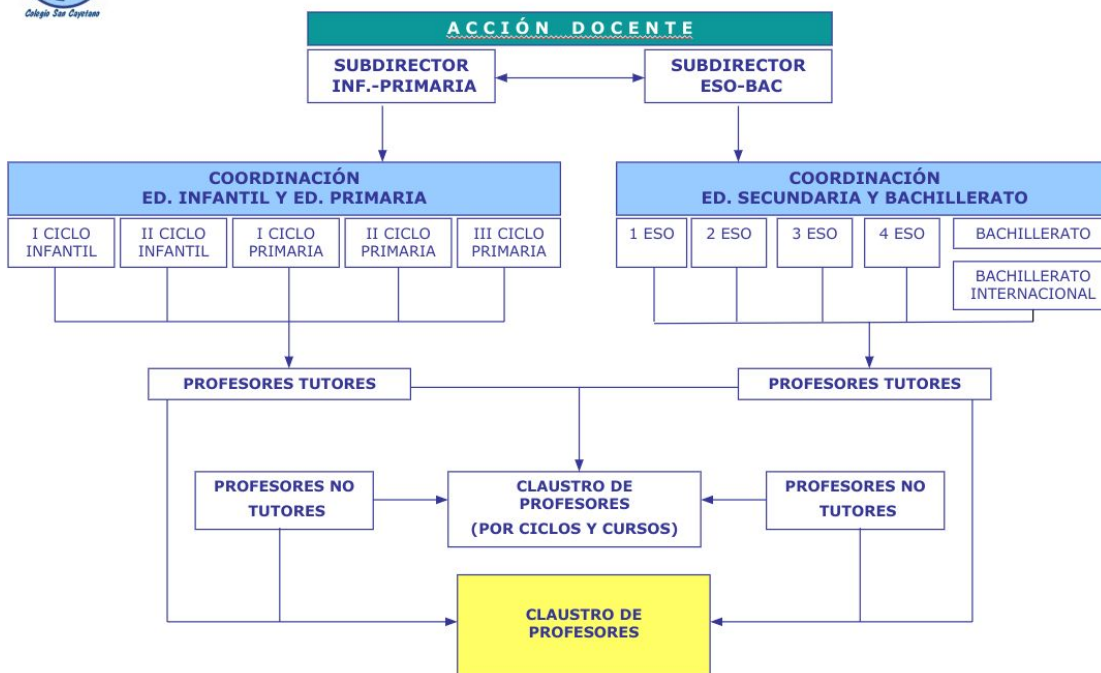 Colegio San Cayetano
ACCIÓN DOCENTE
SUBDIRECTOR
INF.-PRIMARIA
SUBDIRECTOR
ESO-BAC
COORDINACIÓN
ED. INFANTIL Y ED. PRIMARIA
COORDINACIÓN
ED. SECUNDARIA Y BACHILLERATO
I CICLO
INFANTIL
II CICLO
INFANTIL
I CICLO
PRIMARIA
II CICLO
PRIMARIA
III CICLO
PRIMARIA
1 ESO
2 ESO
3 ESO
4 ESO
BACHILLERATO
BACHILLERATO
INTERNACIONAL
PROFESORES TUTORES
PROFESORES TUTORES
PROFESORES NO
TUTORES
CLAUSTRO DE
PROFESORES
(POR CICLOS Y CURSOS)
PROFESORES NO
TUTORES
CLAUSTRO DE
PROFESORES